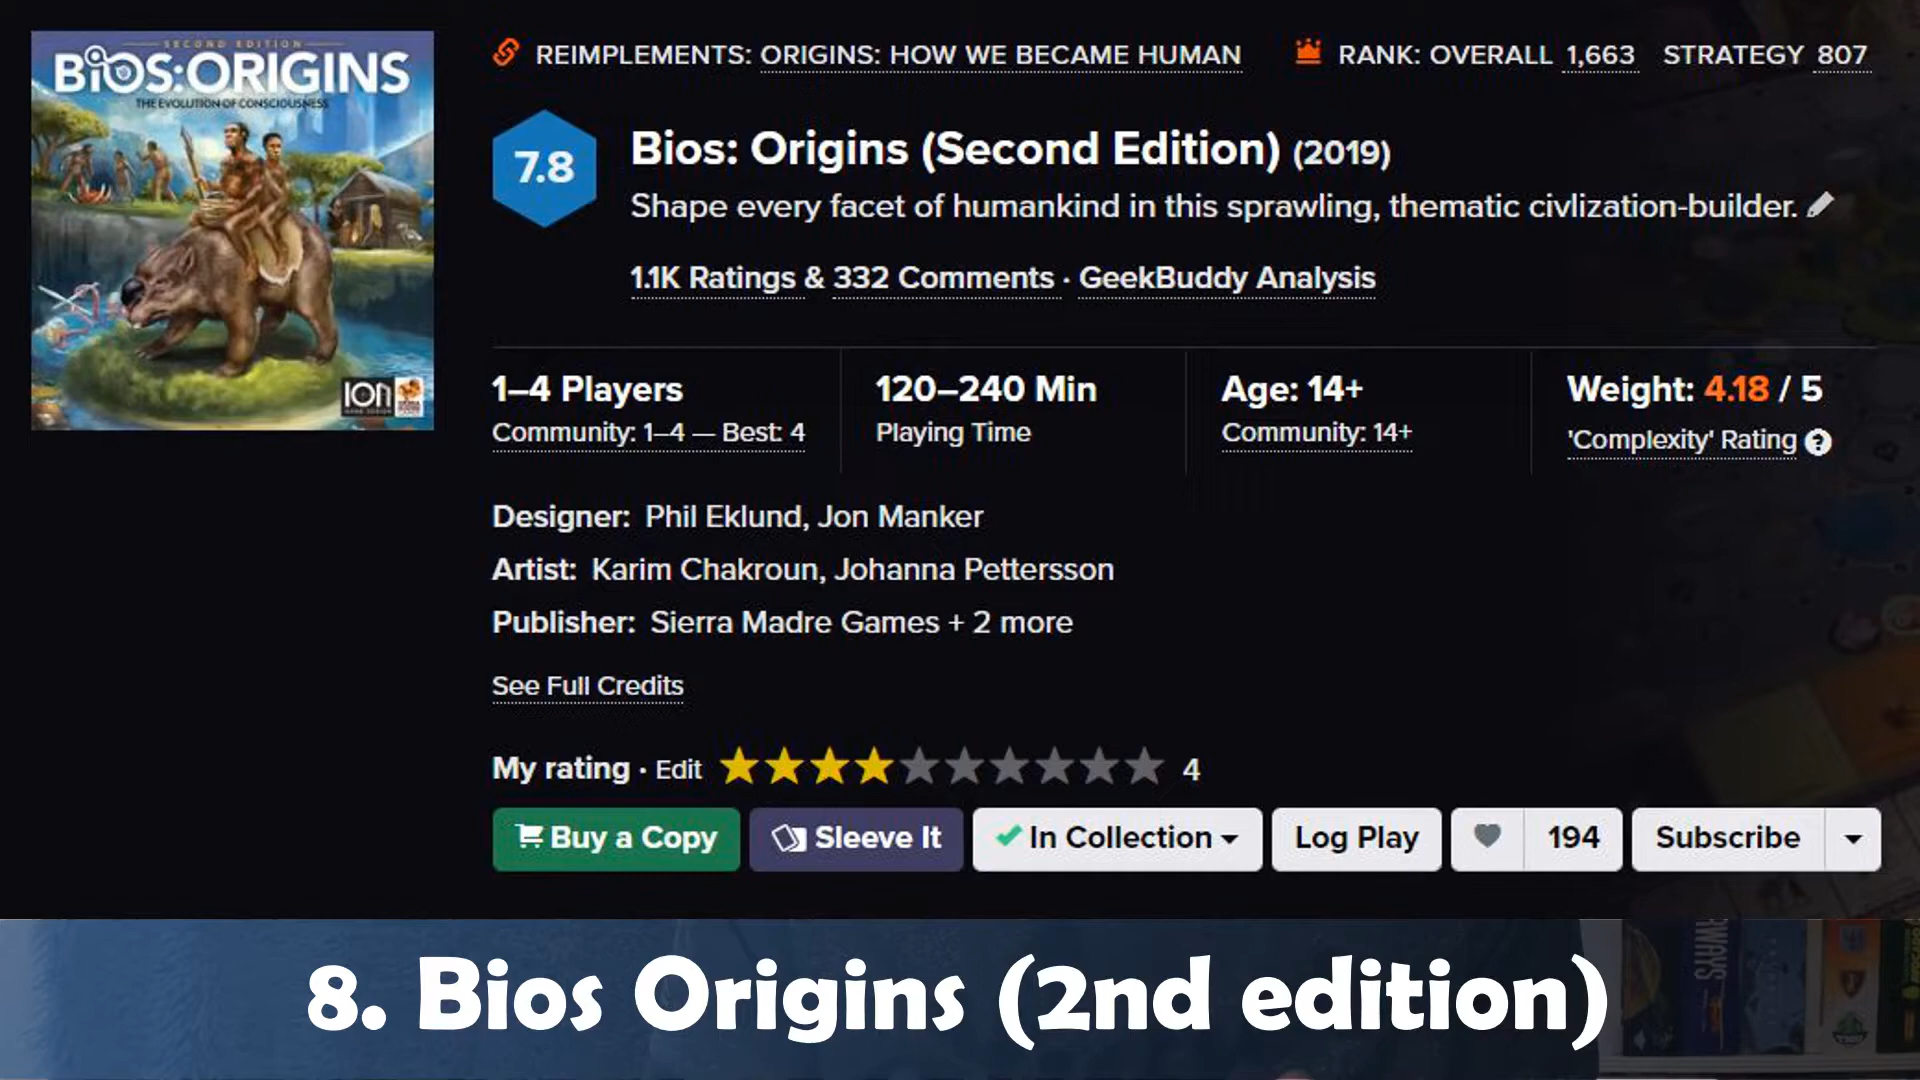 SECOND EDITION
BIOS:ORIGINS
THE EVOLUTION OF CONSCIOUSNESS
ION
REIMPLEMENTS: ORIGINS: HOW WE BECAME HUMAN
RANK: OVERALL 1,663 STRATEGY 807
7.8
Bios: Origins (Second Edition) (2019)
Shape every facet of humankind in this sprawling, thematic civlization-builder.
1.1K Ratings & 332 Comments · GeekBuddy Analysis
1–4 Players
Community: 1–4 — Best: 4
120–240 Min
Playing Time
Age: 14+
Community: 14+
Weight: 4.18 / 5
'Complexity' Rating ?
Designer: Phil Eklund, Jon Manker
Artist: Karim Chakroun, Johanna Pettersson
Publisher: Sierra Madre Games + 2 more
See Full Credits
My rating · Edit 4
Buy a Copy
Sleeve It
In Collection
Log Play
194
Subscribe
8. Bios Origins (2nd edition)